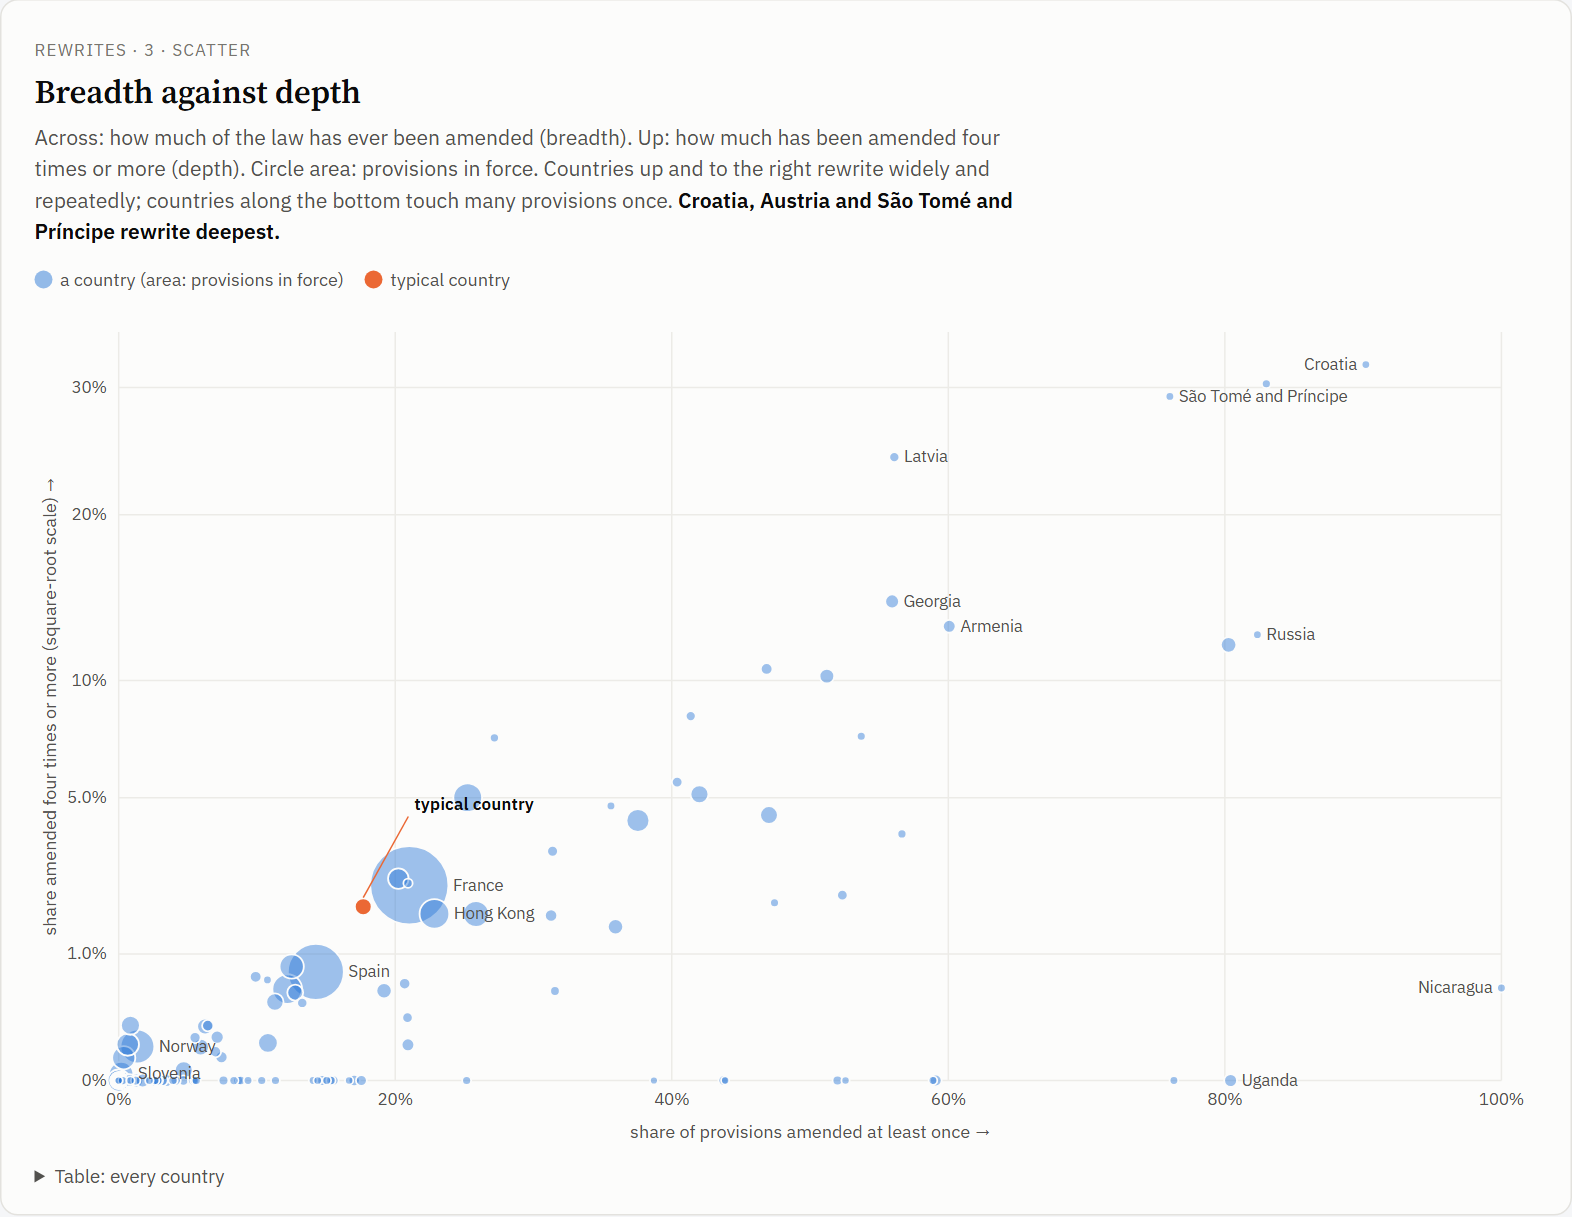 REWRITES · 3 · SCATTER
Breadth against depth
Across: how much of the law has ever been amended (breadth). Up: how much has been amended four
times or more (depth). Circle area: provisions in force. Countries up and to the right rewrite widely and
repeatedly; countries along the bottom touch many provisions once. Croatia, Austria and São Tomé and
Príncipe rewrite deepest.
a country (area: provisions in force)
typical country
share amended four times or more (square-root scale) →
30%
20%
10%
5.0%
1.0%
0%
Croatia
São Tomé and Príncipe
Latvia
Georgia
Armenia
Russia
typical country
France
Hong Kong
Spain
Nicaragua
Norway
Slovenia
Uganda
0%
20%
40%
60%
80%
100%
share of provisions amended at least once →
▶ Table: every country